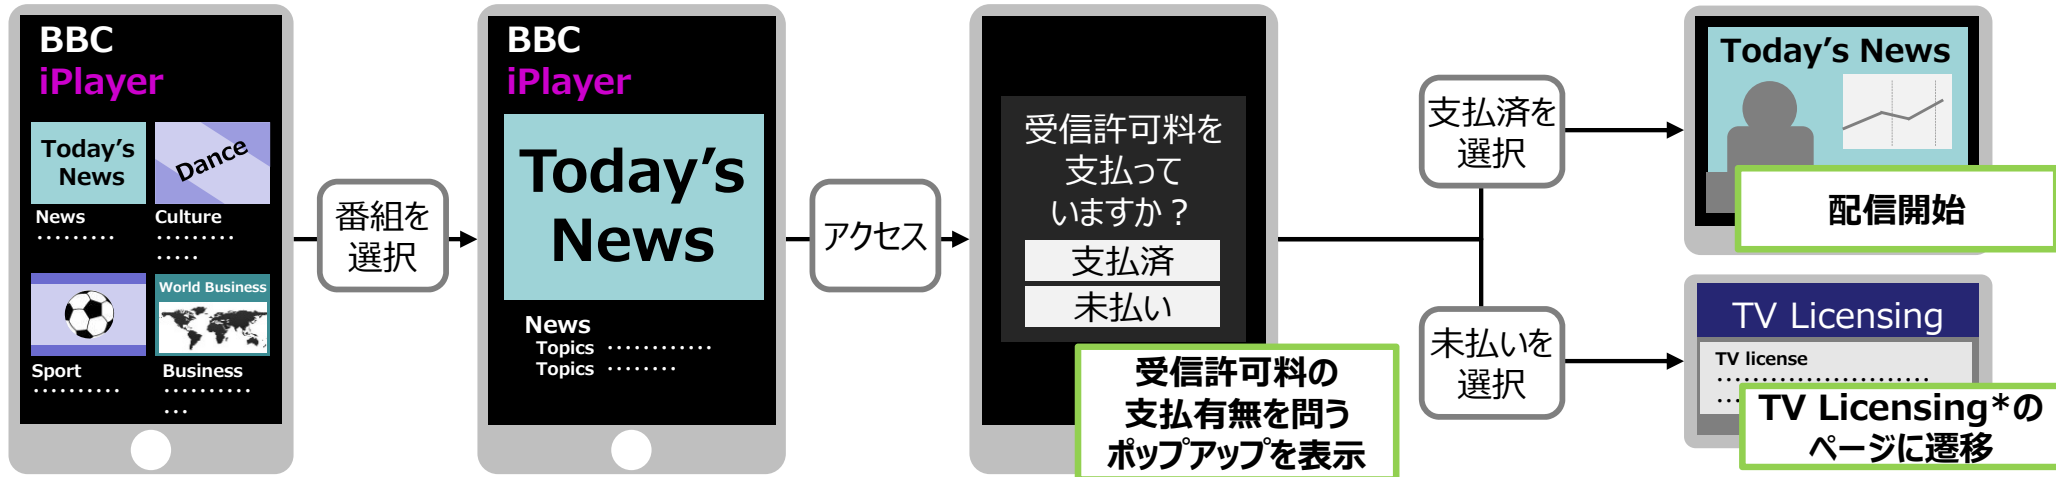 BBC
iPlayer
Today's
News
Dance
News
.........
Culture
.........
.....
World Business
Sport
..........
Business
..........
...
番組を
選択
BBC
iPlayer
Today's
News
News
Topics ............
Topics ........
アクセス
受信許可料を
支払って
いますか？
支払済
未払い
受信許可料の
支払有無を問う
ポップアップを表示
支払済を
選択
Today's News
配信開始
未払いを
選択
TV Licensing
TV license
TV Licensing*の
ページに遷移